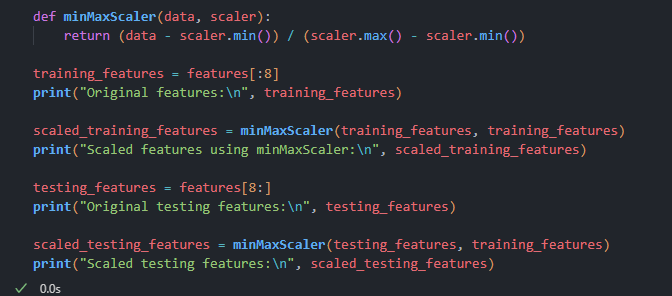 def minMaxScaler(data, scaler):
    return (data - scaler.min()) / (scaler.max() - scaler.min())
training_features = features[:8]
print("Original features:\n", training_features)
scaled_training_features = minMaxScaler(training_features, training_features)
print("Scaled features using minMaxScaler:\n", scaled_training_features)
testing_features = features[8:]
print("Original testing features:\n", testing_features)
scaled_testing_features = minMaxScaler(testing_features, training_features)
print("Scaled testing features:\n", scaled_testing_features)
0.0s